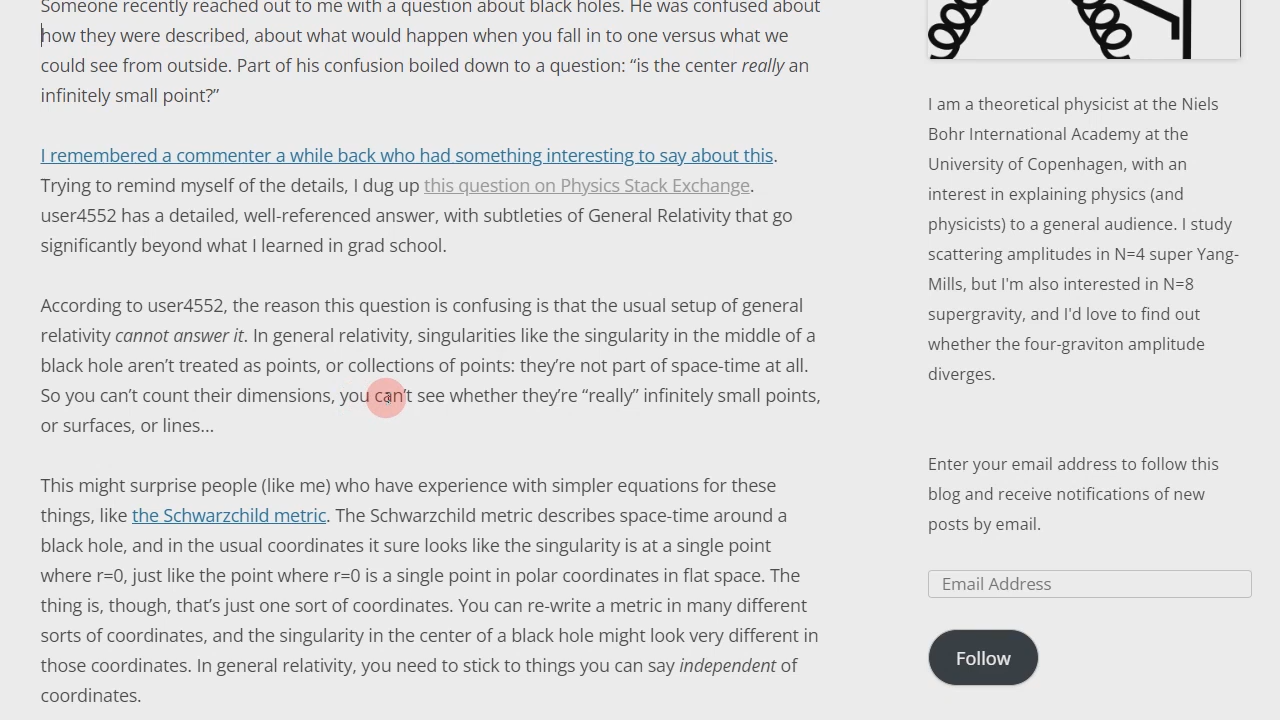 Someone recently reached out to me with a question about black holes. He was confused about
how they were described, about what would happen when you fall in to one versus what we
could see from outside. Part of his confusion boiled down to a question: “is the center really an
infinitely small point?”
I remembered a commenter a while back who had something interesting to say about this.
Trying to remind myself of the details, I dug up this question on Physics Stack Exchange.
user4552 has a detailed, well-referenced answer, with subtleties of General Relativity that go
significantly beyond what I learned in grad school.
According to user4552, the reason this question is confusing is that the usual setup of general
relativity cannot answer it. In general relativity, singularities like the singularity in the middle of a
black hole aren’t treated as points, or collections of points: they’re not part of space-time at all.
So you can’t count their dimensions, you can’t see whether they’re “really” infinitely small points,
or surfaces, or lines…
This might surprise people (like me) who have experience with simpler equations for these
things, like the Schwarzchild metric. The Schwarzchild metric describes space-time around a
black hole, and in the usual coordinates it sure looks like the singularity is at a single point
where r=0, just like the point where r=0 is a single point in polar coordinates in flat space. The
thing is, though, that’s just one sort of coordinates. You can re-write a metric in many different
sorts of coordinates, and the singularity in the center of a black hole might look very different in
those coordinates. In general relativity, you need to stick to things you can say independent of
coordinates.
I am a theoretical physicist at the Niels
Bohr International Academy at the
University of Copenhagen, with an
interest in explaining physics (and
physicists) to a general audience. I study
scattering amplitudes in N=4 super Yang-
Mills, but I'm also interested in N=8
supergravity, and I'd love to find out
whether the four-graviton amplitude
diverges.
Enter your email address to follow this
blog and receive notifications of new
posts by email.
Email Address
Follow